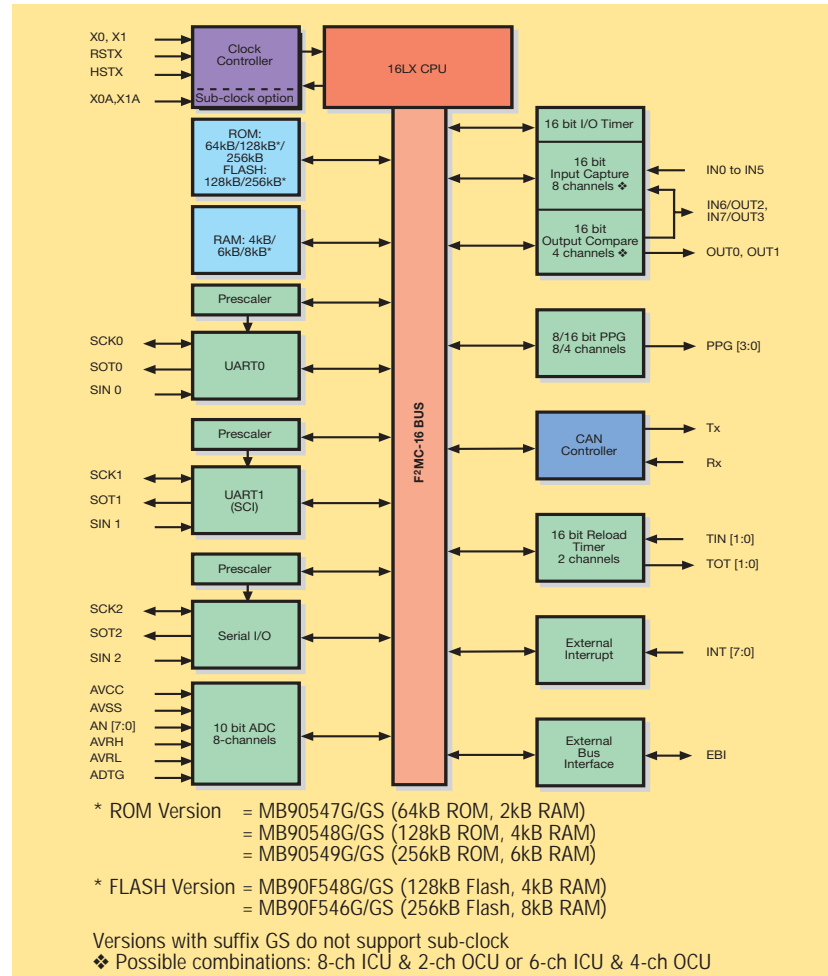 X0, X1
RSTX
HSTX
X0A,X1A
Clock
Controller
Sub-clock option
16LX CPU
ROM:
64kB/128kB*/
256kB
FLASH:
128kB/256kB*
RAM: 4kB/
6kB/8kB*
Prescaler
SCK0
SOT0
SIN 0
UART0
Prescaler
SCK1
SOT1
SIN 1
UART1
(SCI)
Prescaler
SCK2
SOT2
SIN 2
Serial I/O
AVCC
AVSS
AN [7:0]
AVRH
AVRL
ADTG
10 bit ADC
8-channels
F²MC-16 BUS
16 bit I/O Timer
16 bit
Input Capture
8 channels ❖
IN0 to IN5
IN6/OUT2,
IN7/OUT3
16 bit
Output Compare
4 channels ❖
OUT0, OUT1
8/16 bit PPG
8/4 channels
PPG [3:0]
CAN
Controller
Tx
Rx
16 bit Reload
Timer
2 channels
TIN [1:0]
TOT [1:0]
External
Interrupt
INT [7:0]
External
Bus
Interface
EBI
* ROM Version = MB90547G/GS (64kB ROM, 2kB RAM)
= MB90548G/GS (128kB ROM, 4kB RAM)
= MB90549G/GS (256kB ROM, 6kB RAM)
* FLASH Version = MB90F548G/GS (128kB Flash, 4kB RAM)
= MB90F546G/GS (256kB Flash, 8kB RAM)
Versions with suffix GS do not support sub-clock
❖ Possible combinations: 8-ch ICU & 2-ch OCU or 6-ch ICU & 4-ch OCU